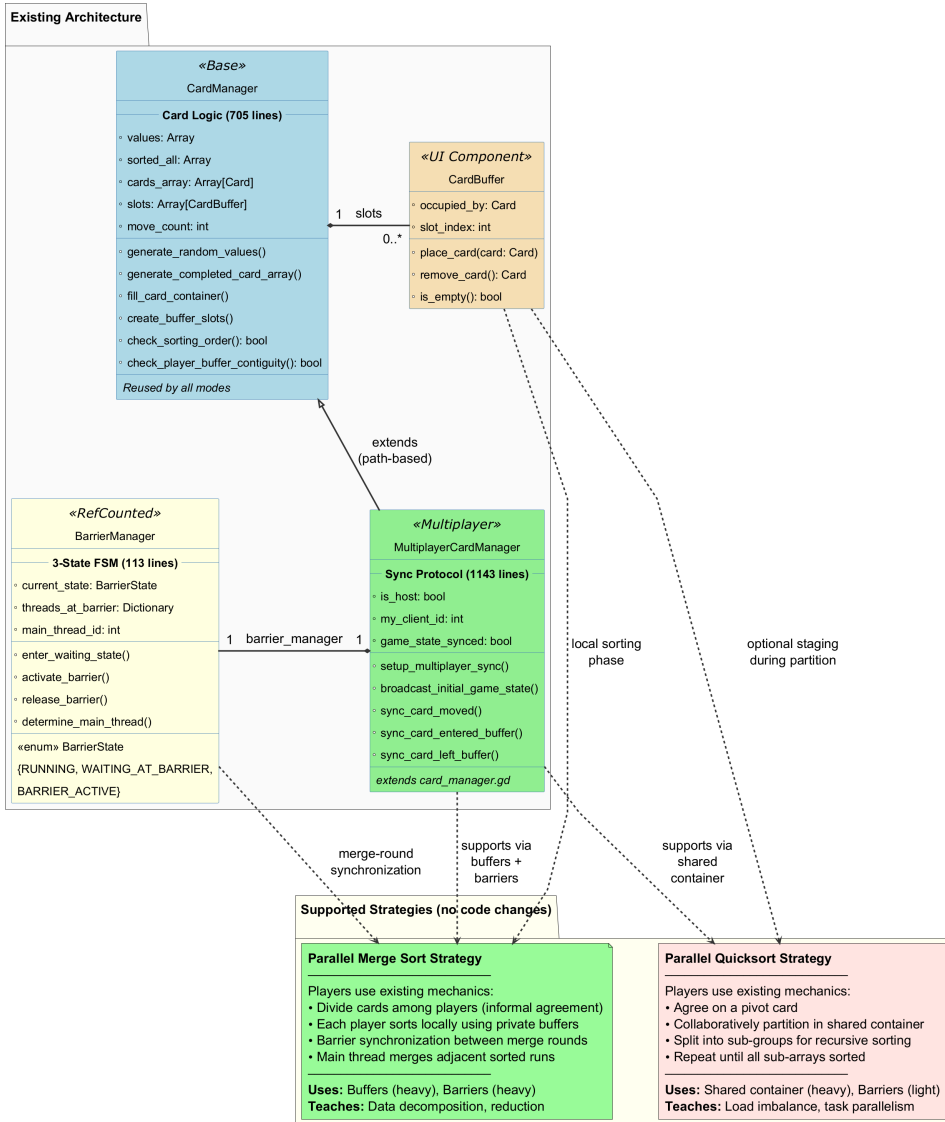 Existing Architecture
«Base»
CardManager
Card Logic (705 lines)
values: Array
sorted_all: Array
cards_array: Array[Card]
slots: Array[CardBuffer]
move_count: int
generate_random_values()
generate_completed_card_array()
fill_card_container()
create_buffer_slots()
check_sorting_order(): bool
check_player_buffer_contiguity(): bool
Reused by all modes
1 slots
0..*
«UI Component»
CardBuffer
occupied_by: Card
slot_index: int
place_card(card: Card)
remove_card(): Card
is_empty(): bool
extends
(path-based)
«RefCounted»
BarrierManager
3-State FSM (113 lines)
current_state: BarrierState
threads_at_barrier: Dictionary
main_thread_id: int
enter_waiting_state()
activate_barrier()
release_barrier()
determine_main_thread()
«enum» BarrierState
{RUNNING, WAITING_AT_BARRIER,
BARRIER_ACTIVE}
1 barrier_manager 1
«Multiplayer»
MultiplayerCardManager
Sync Protocol (1143 lines)
is_host: bool
my_client_id: int
game_state_synced: bool
setup_multiplayer_sync()
broadcast_initial_game_state()
sync_card_moved()
sync_card_entered_buffer()
sync_card_left_buffer()
extends card_manager.gd
local sorting
phase
optional staging
during partition
merge-round
synchronization
supports via
buffers +
barriers
supports via
shared
container
Supported Strategies (no code changes)
Parallel Merge Sort Strategy
Players use existing mechanics:
• Divide cards among players (informal agreement)
• Each player sorts locally using private buffers
• Barrier synchronization between merge rounds
• Main thread merges adjacent sorted runs
Uses: Buffers (heavy), Barriers (heavy)
Teaches: Data decomposition, reduction
Parallel Quicksort Strategy
Players use existing mechanics:
• Agree on a pivot card
• Collaboratively partition in shared container
• Split into sub-groups for recursive sorting
• Repeat until all sub-arrays sorted
Uses: Shared container (heavy), Barriers (light)
Teaches: Load imbalance, task parallelism